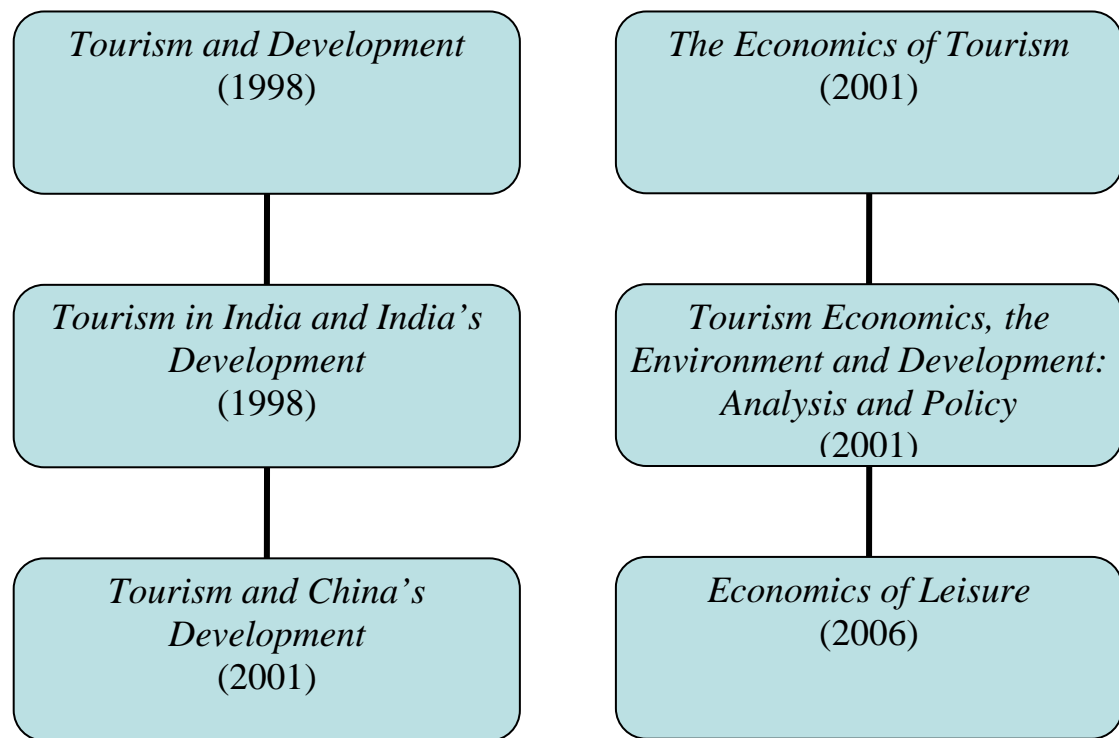 Tourism and Development
(1998)
Tourism in India and India’s
Development
(1998)
Tourism and China’s
Development
(2001)
The Economics of Tourism
(2001)
Tourism Economics, the
Environment and Development:
Analysis and Policy
(2001)
Economics of Leisure
(2006)